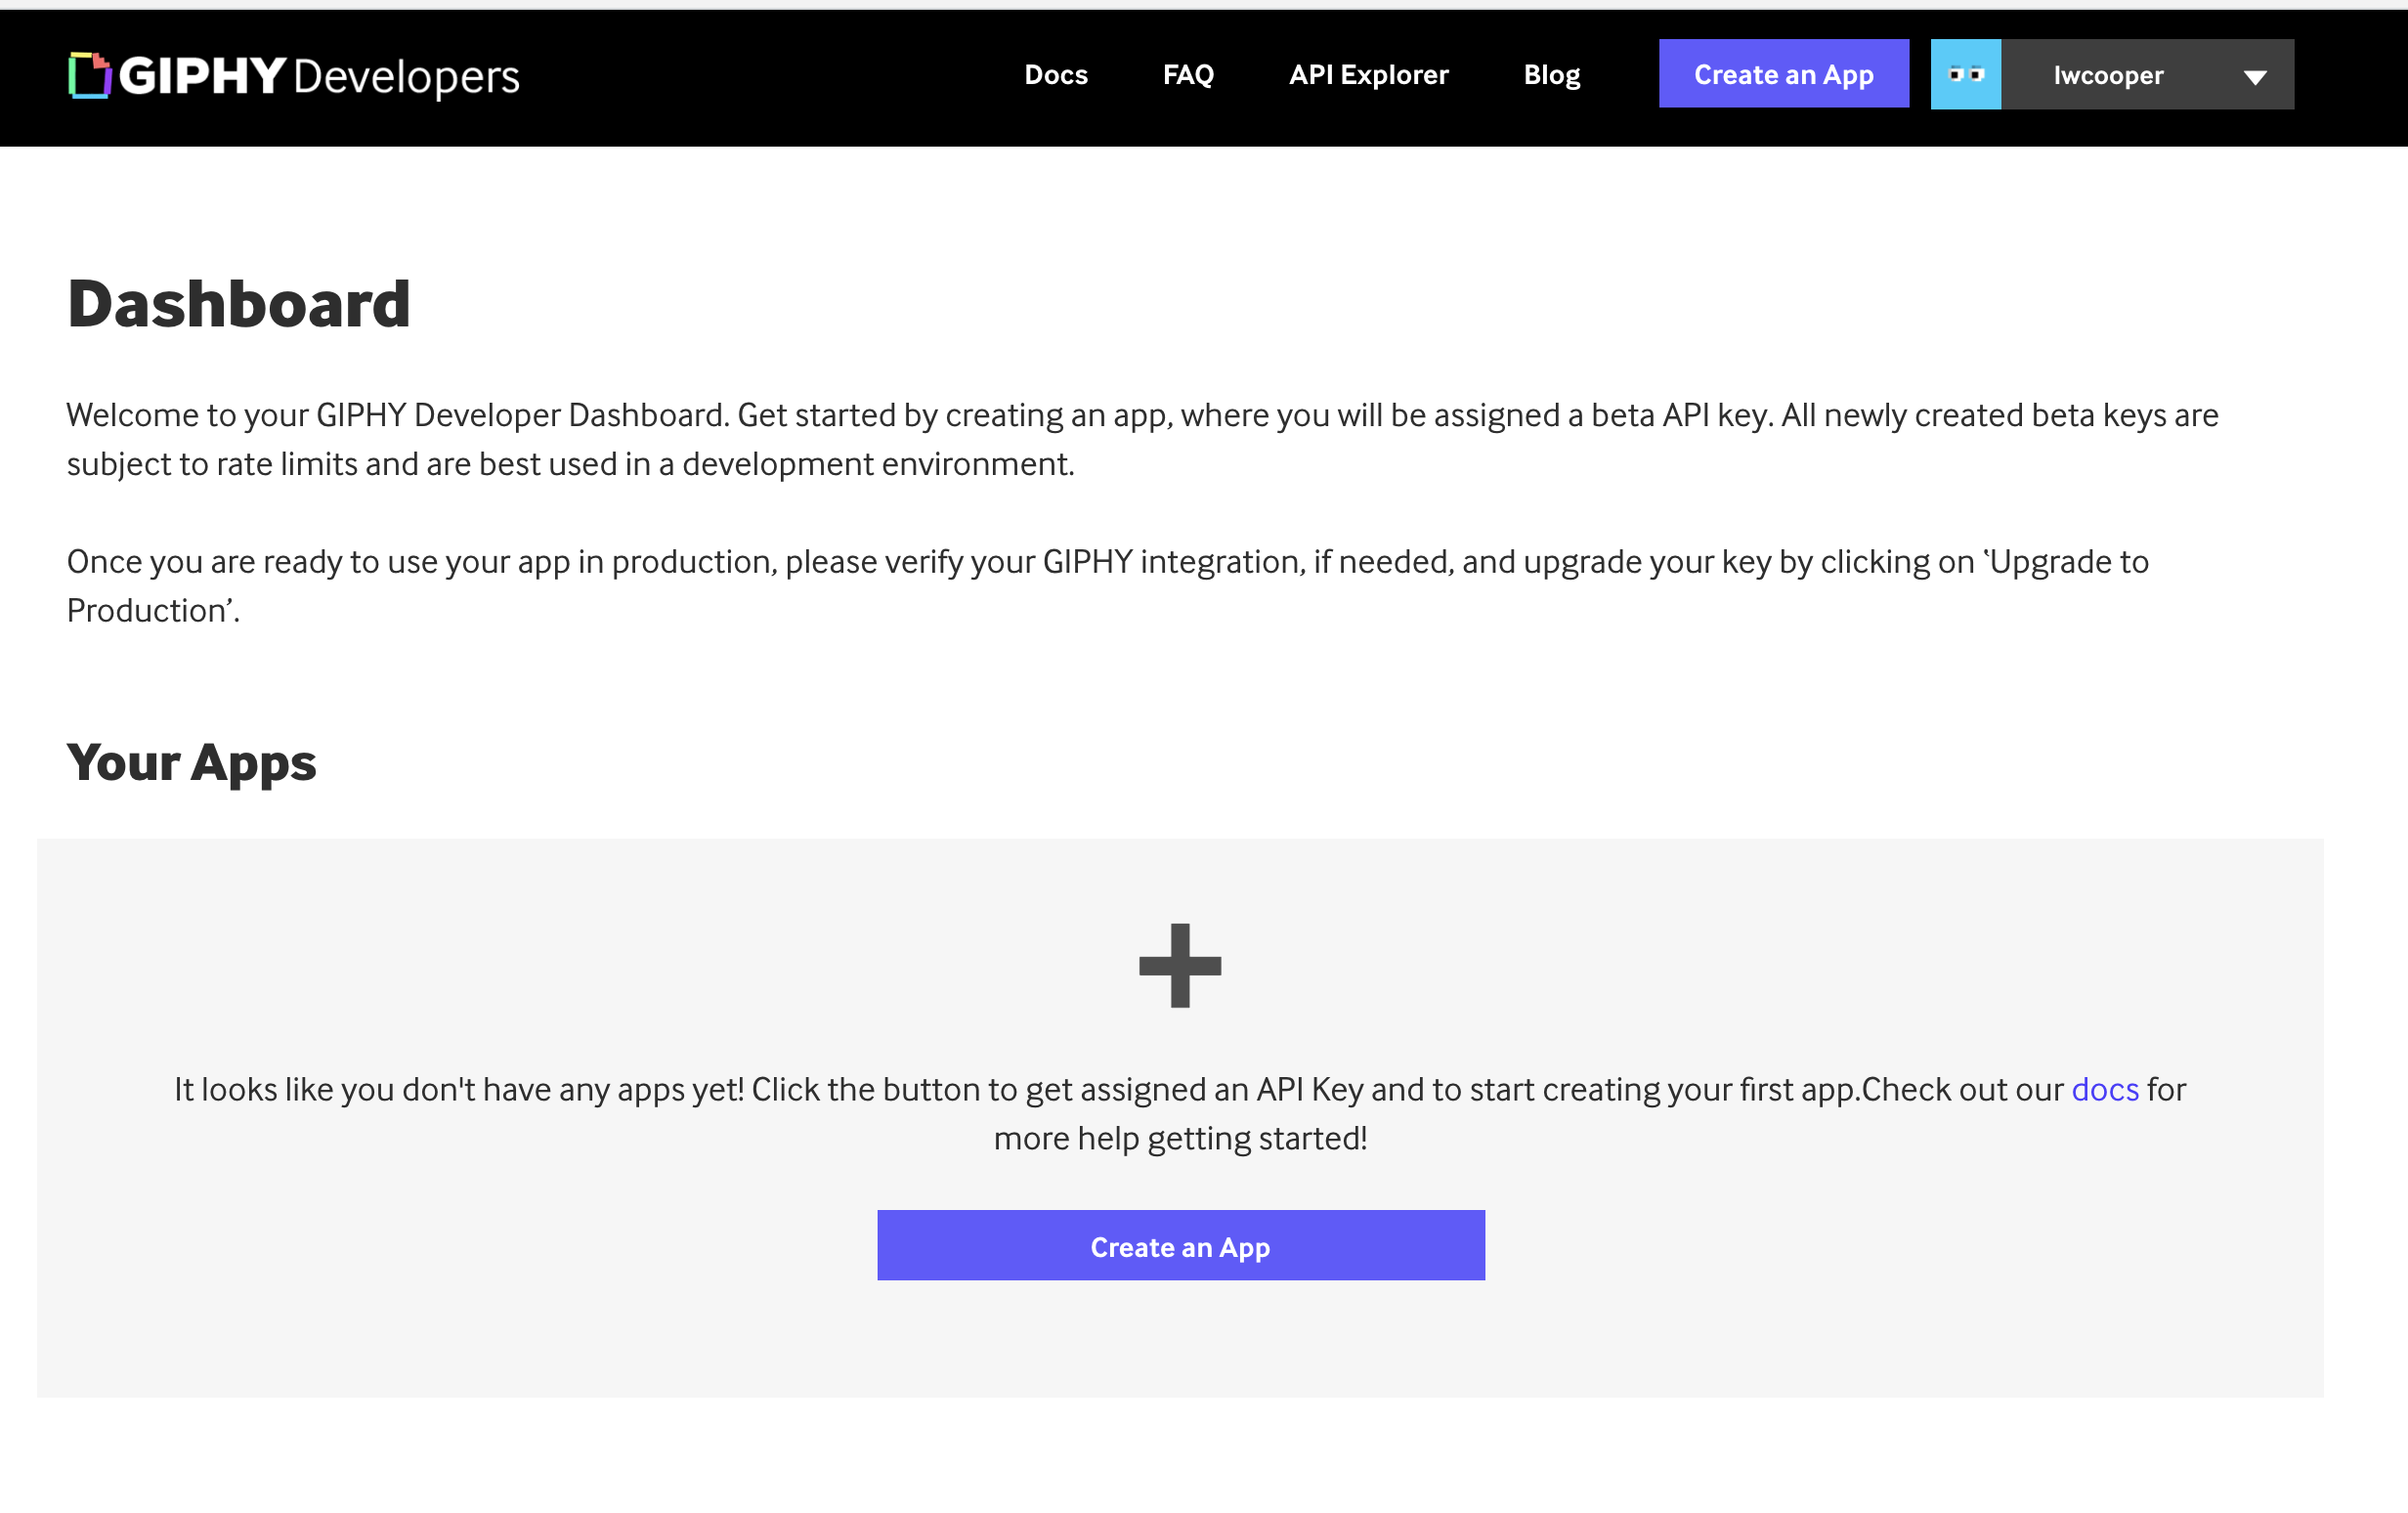 GIPHY Developers
Docs
FAQ
API Explorer
Blog
Create an App
lwcooper
Dashboard
Welcome to your GIPHY Developer Dashboard. Get started by creating an app, where you will be assigned a beta API key. All newly created beta keys are
subject to rate limits and are best used in a development environment.
Once you are ready to use your app in production, please verify your GIPHY integration, if needed, and upgrade your key by clicking on ‛Upgrade to
Production’.
Your Apps
It looks like you don't have any apps yet! Click the button to get assigned an API Key and to start creating your first app.Check out our docs for
more help getting started!
Create an App